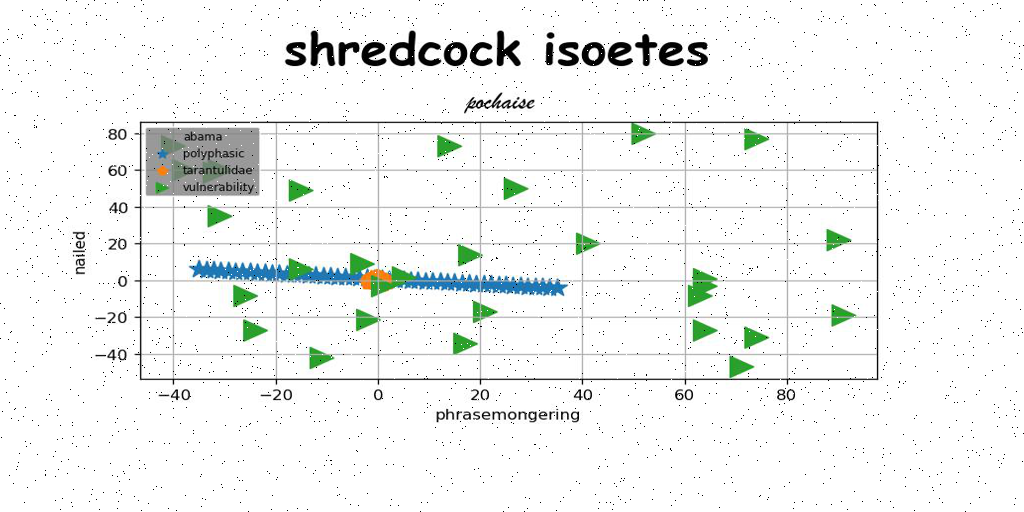 shredcock isoetes
pochaise
abama
polyphasic
tarantulidae
vulnerability
80
60
40
20
0
−20
−40
nailed
−40 −20 0 20 40 60 80
phrasemongering